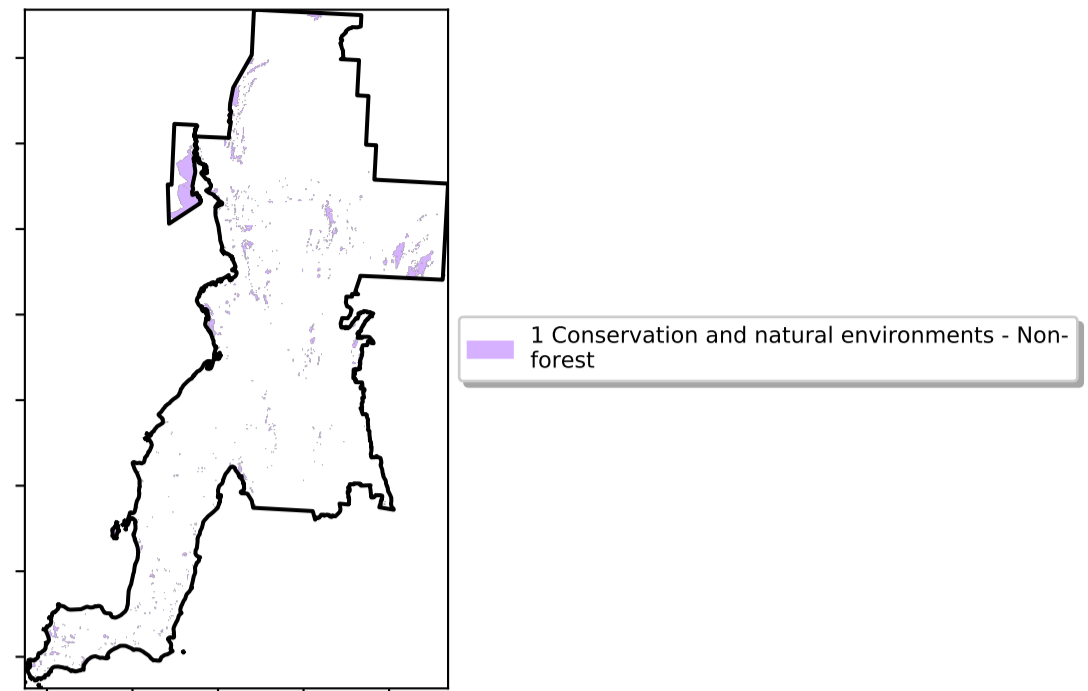 1 Conservation and natural environments - Non-
forest